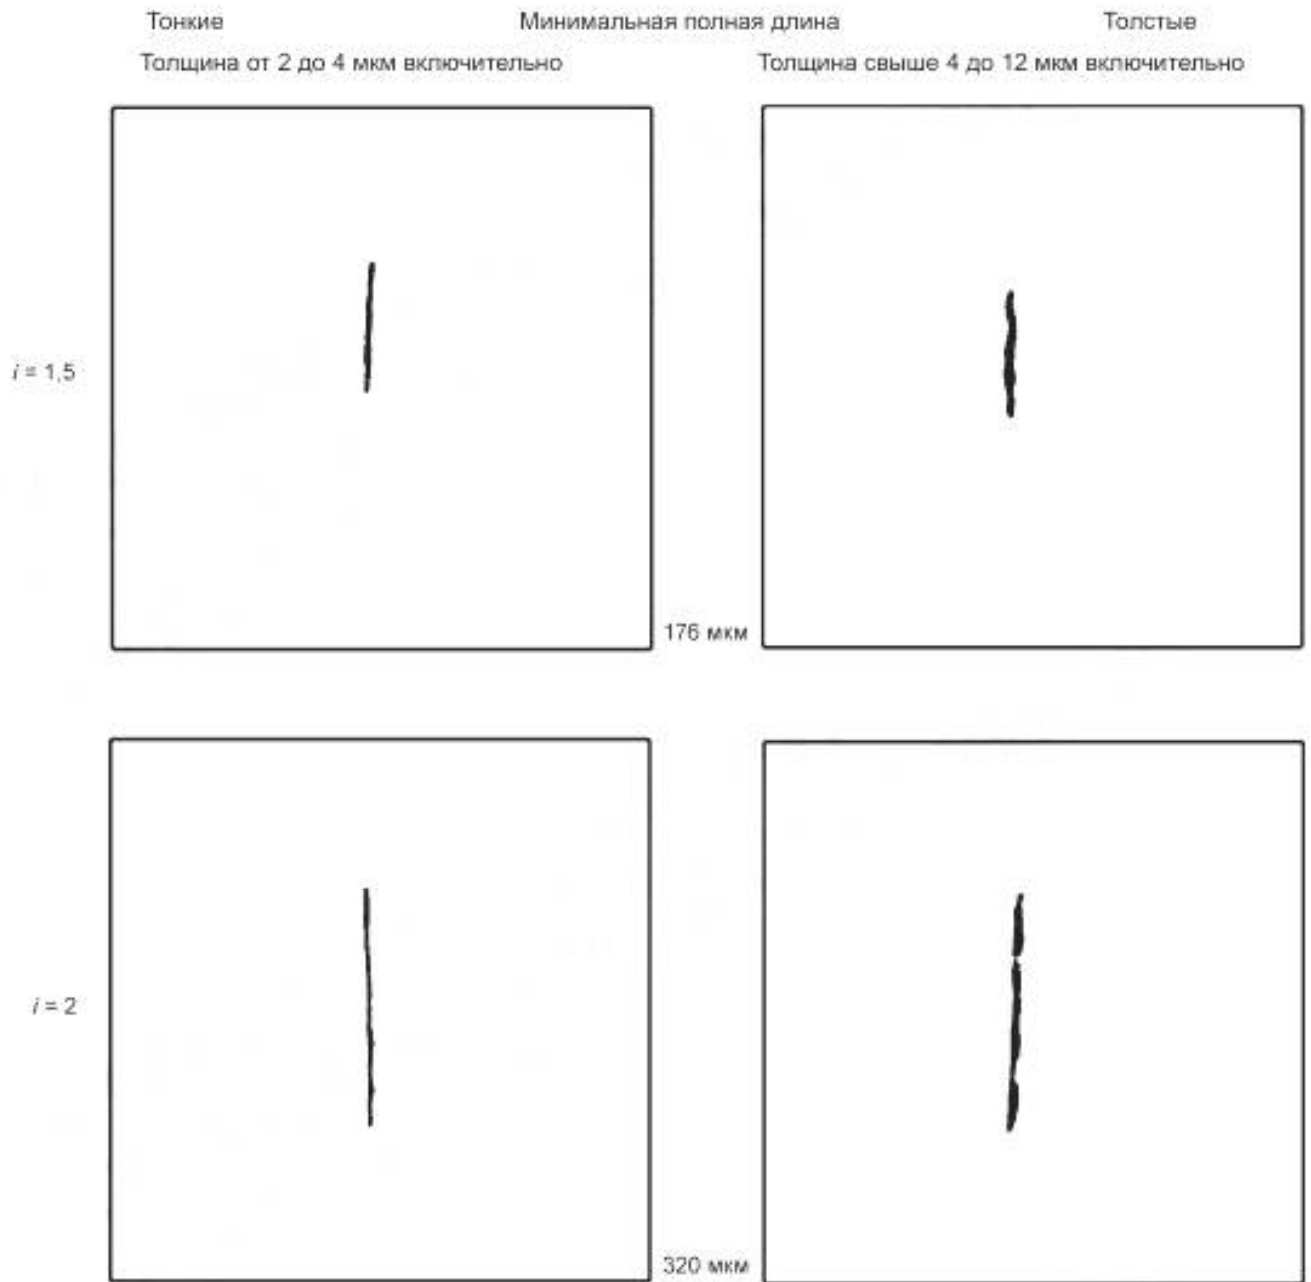 Тонкие Минимальная полная длина Толстые
Толщина от 2 до 4 мкм включительно Толщина свыше 4 до 12 мкм включительно
i = 1,5
176 мкм
i = 2
320 мкм